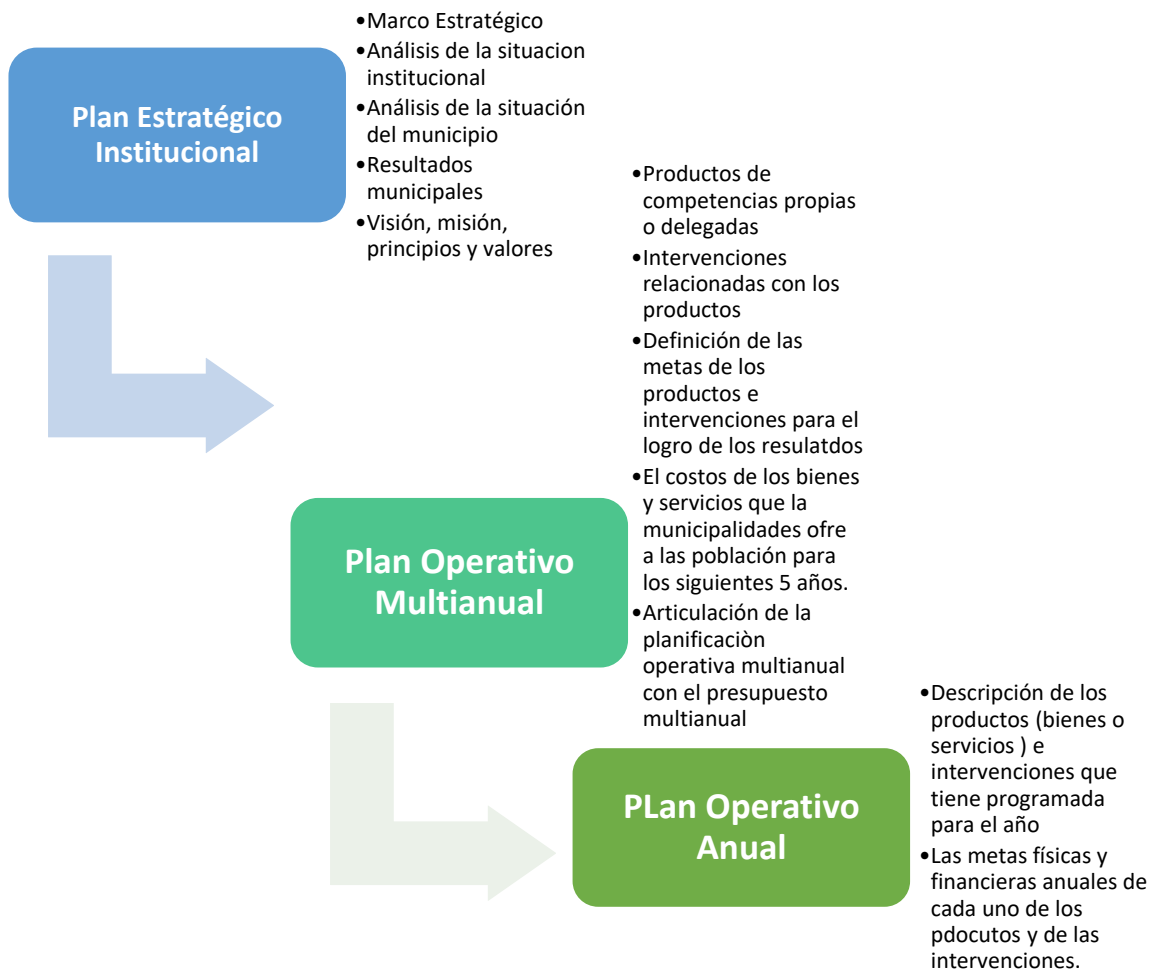 Plan Estratégico
Institucional
•Marco Estratégico
•Análisis de la situacion
institucional
•Análisis de la situación
del municipio
•Resultados
municipales
•Visión, misión,
principios y valores
Plan Operativo
Multianual
•Productos de
competencias propias
o delegadas
•Intervenciones
relacionadas con los
productos
•Definición de las
metas de los
productos e
intervenciones para el
logro de los resulatdos
•El costos de los bienes
y servicios que la
municipalidades ofre
a las población para
los siguientes 5 años.
•Articulación de la
planificaciòn
operativa multianual
con el presupuesto
multianual
PLan Operativo
Anual
•Descripción de los
productos (bienes o
servicios ) e
intervenciones que
tiene programada
para el año
•Las metas físicas y
financieras anuales de
cada uno de los
pdocutos y de las
intervenciones.